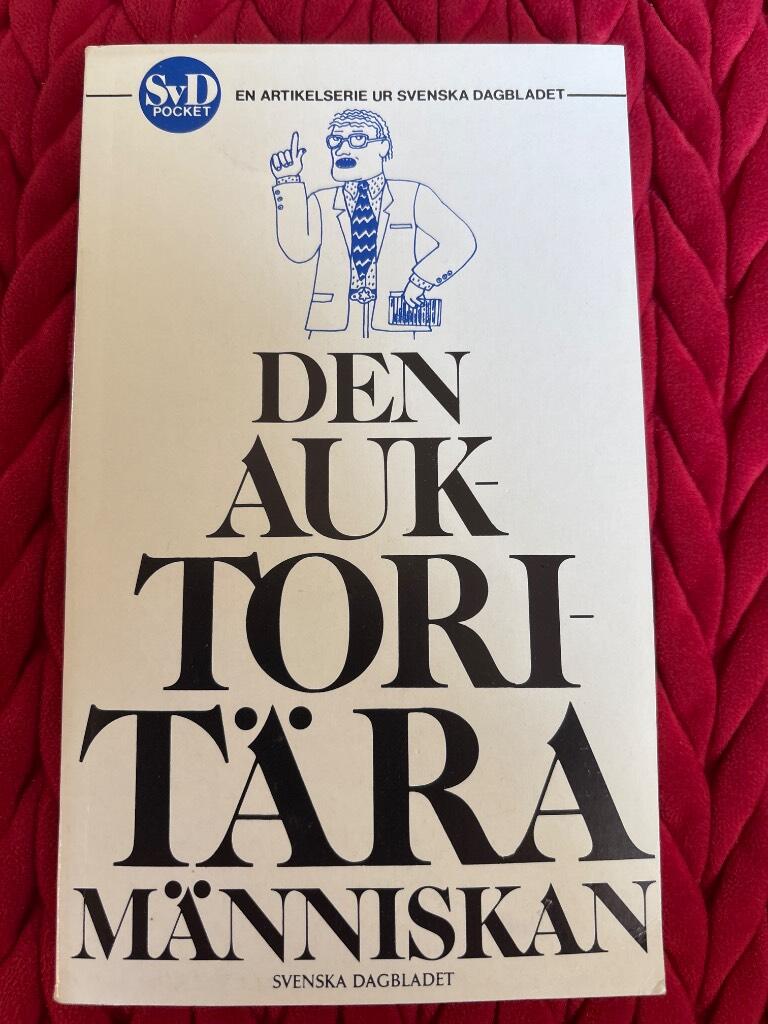 SvD
POCKET
EN ARTIKELSERIE UR SVENSKA DAGBLADET
DEN
AUK-
TORI-
TÄRA
MÄNNISKAN
SVENSKA DAGBLADET